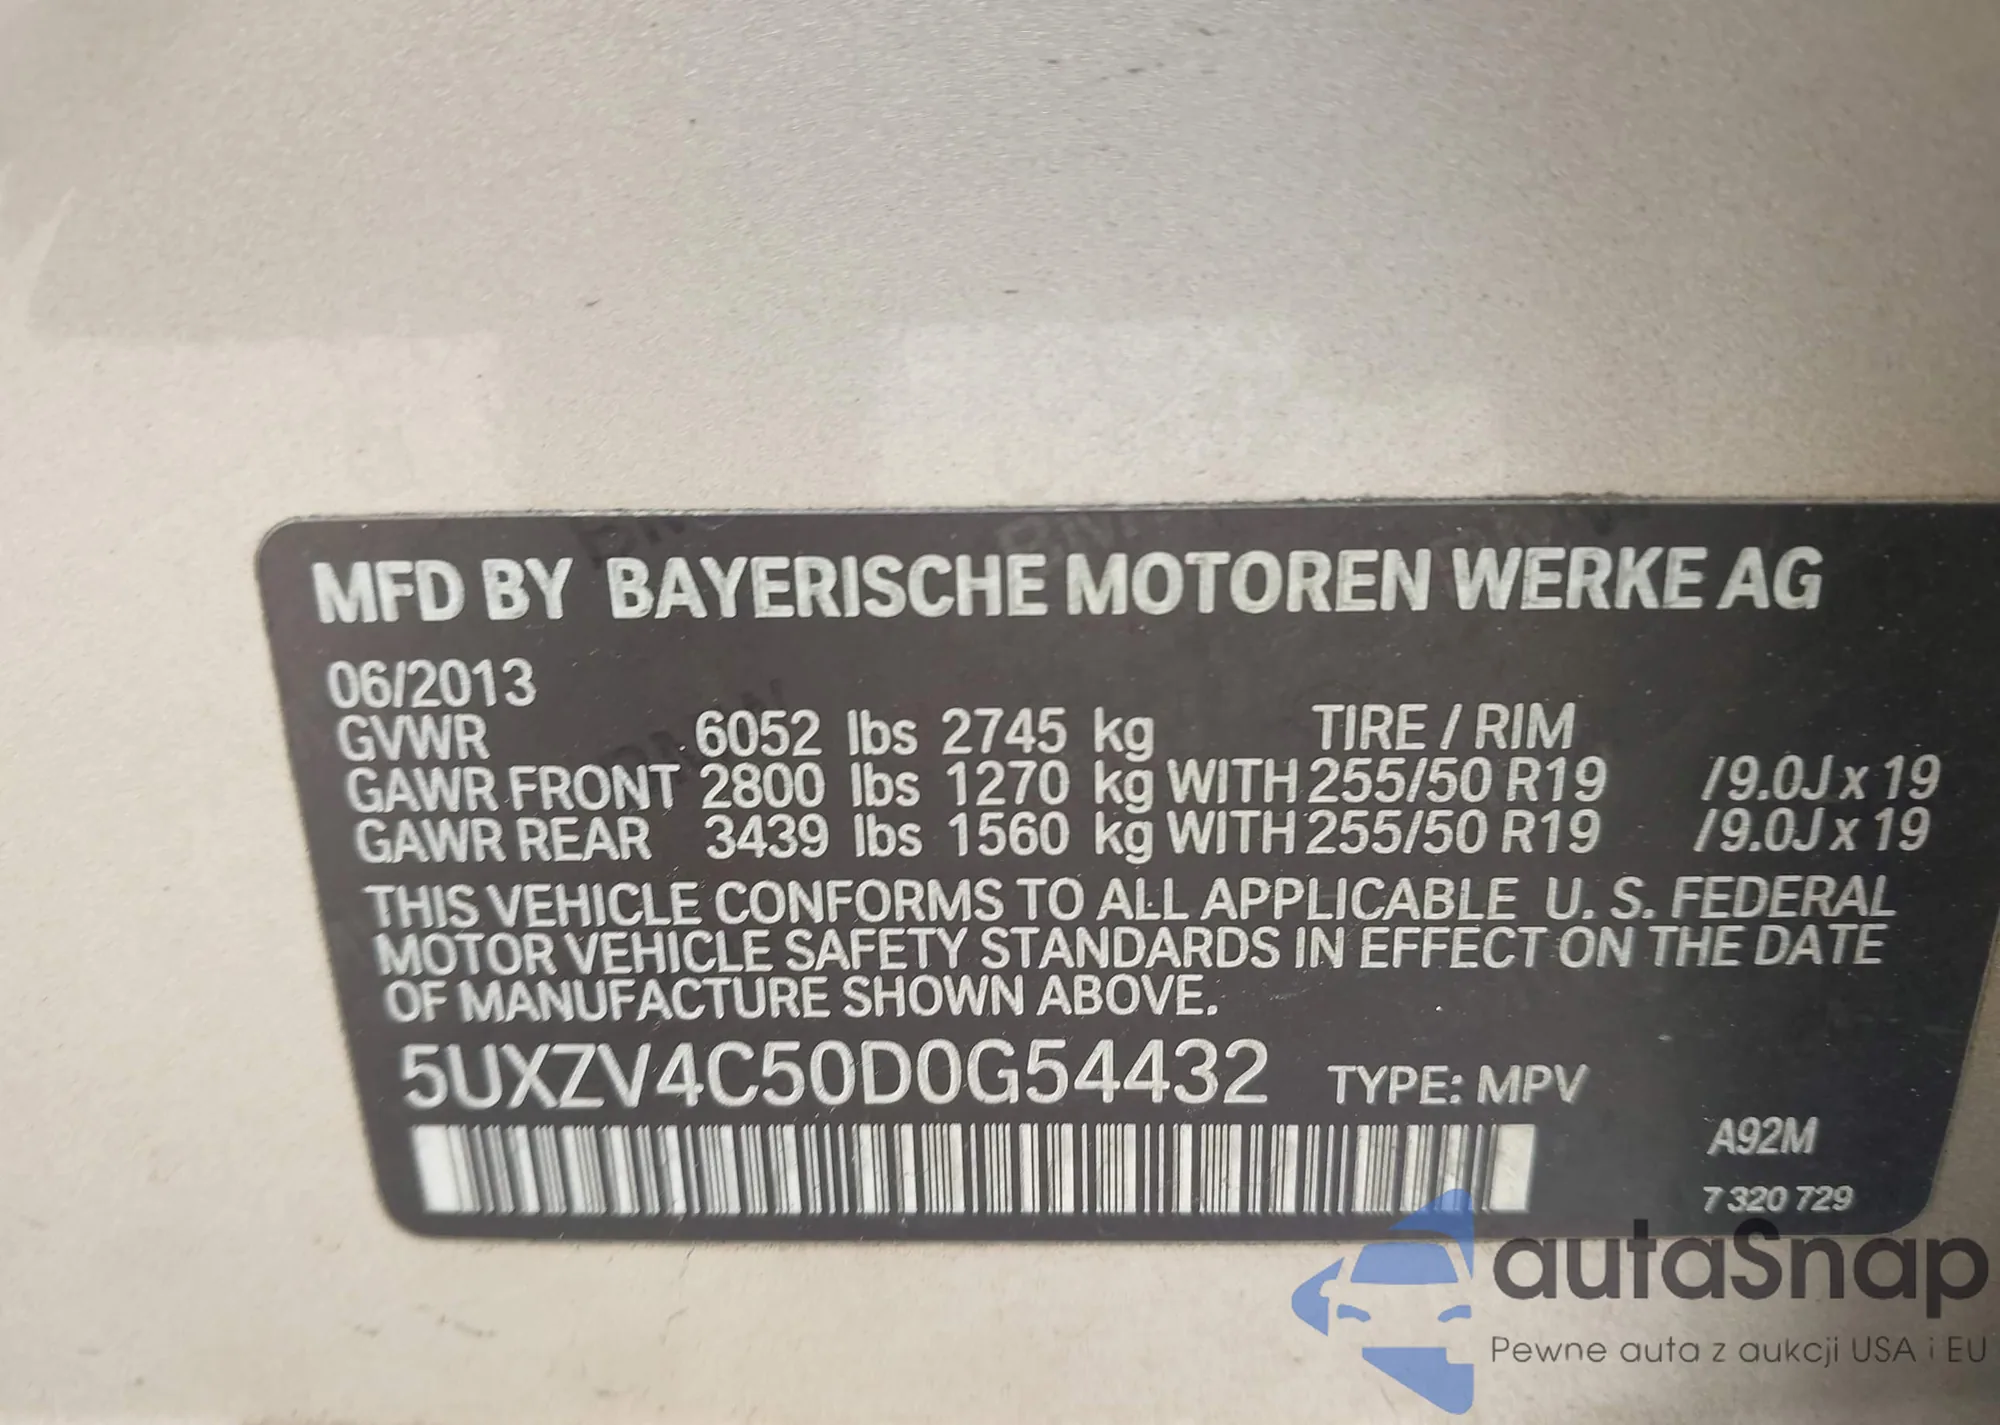 MFD BY BAYERISCHE MOTOREN WERKE AG
06/2013
GVWR 6052 lbs 2745 kg TIRE / RIM
GAWR FRONT 2800 lbs 1270 kg WITH 255/50 R19 /9.0J x 19
GAWR REAR 3439 lbs 1560 kg WITH 255/50 R19 /9.0J x 19
THIS VEHICLE CONFORMS TO ALL APPLICABLE U. S. FEDERAL
MOTOR VEHICLE SAFETY STANDARDS IN EFFECT ON THE DATE
OF MANUFACTURE SHOWN ABOVE.
5UXZV4C50D0G54432 TYPE: MPV
A92M
7 320 729
autaSnap
Pewne auta z aukcji USA i EU